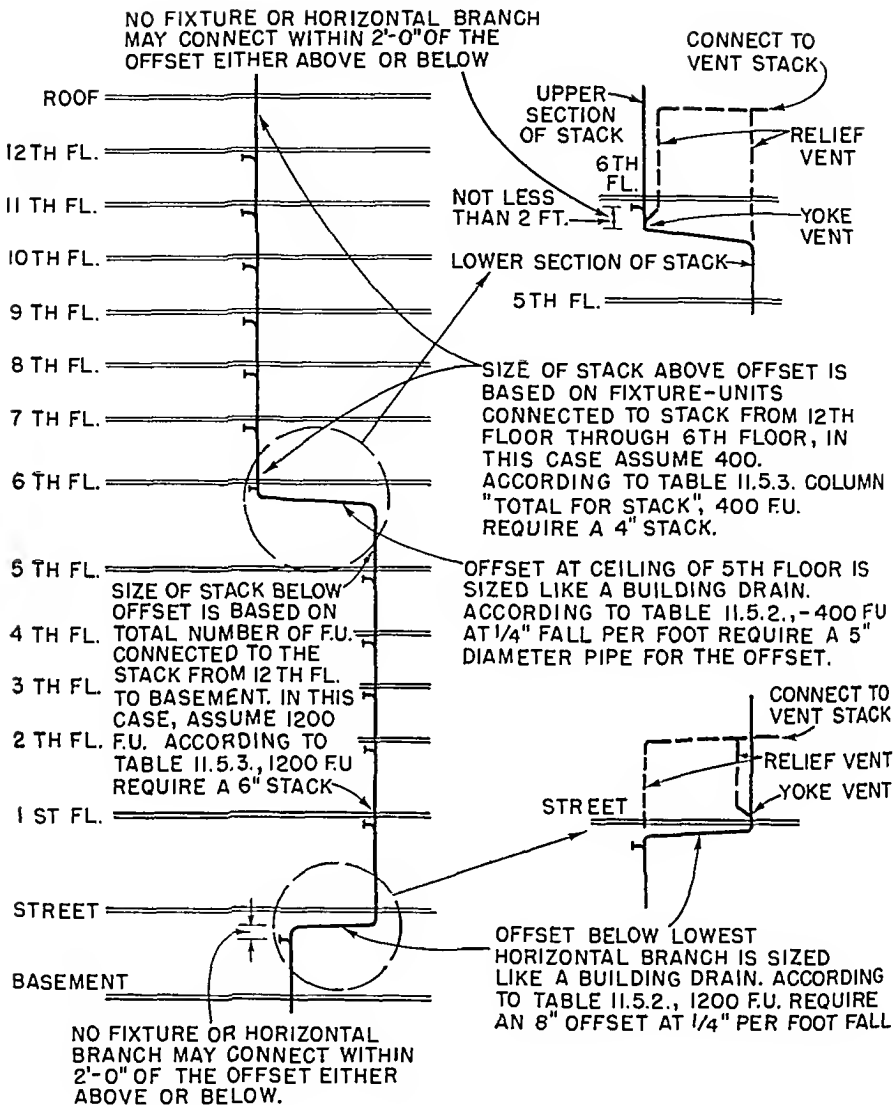 NO FIXTURE OR HORIZONTAL BRANCH
MAY CONNECT WITHIN 2'-0" OF THE
OFFSET EITHER ABOVE OR BELOW
CONNECT TO
VENT STACK
UPPER
SECTION
OF STACK
RELIEF
VENT
6TH
FL.
NOT LESS
THAN 2 FT.
YOKE
VENT
LOWER SECTION OF STACK
5TH FL.
ROOF
12TH FL.
11 TH FL.
10TH FL.
9 TH FL.
8 TH FL.
7 TH FL.
6 TH FL.
5 TH FL.
4 TH FL.
3 TH FL.
2 TH FL.
1 ST FL.
STREET
BASEMENT
SIZE OF STACK ABOVE OFFSET IS
BASED ON FIXTURE-UNITS
CONNECTED TO STACK FROM 12TH
FLOOR THROUGH 6TH FLOOR, IN
THIS CASE ASSUME 400.
ACCORDING TO TABLE 11.5.3. COLUMN
"TOTAL FOR STACK", 400 F.U.
REQUIRE A 4" STACK.
OFFSET AT CEILING OF 5TH FLOOR IS
SIZED LIKE A BUILDING DRAIN.
ACCORDING TO TABLE 11.5.2.,-400 FU
AT 1/4" FALL PER FOOT REQUIRE A 5"
DIAMETER PIPE FOR THE OFFSET.
SIZE OF STACK BELOW
OFFSET IS BASED ON
TOTAL NUMBER OF F.U.
CONNECTED TO THE
STACK FROM 12TH FL.
TO BASEMENT. IN THIS
CASE, ASSUME 1200
F.U. ACCORDING TO
TABLE 11.5.3., 1200 F.U
REQUIRE A 6" STACK
CONNECT TO
VENT STACK
RELIEF VENT
YOKE VENT
STREET
OFFSET BELOW LOWEST
HORIZONTAL BRANCH IS SIZED
LIKE A BUILDING DRAIN. ACCORDING
TO TABLE 11.5.2., 1200 F.U. REQUIRE
AN 8" OFFSET AT 1/4" PER FOOT FALL
NO FIXTURE OR HORIZONTAL
BRANCH MAY CONNECT WITHIN
2'-0" OF THE OFFSET EITHER
ABOVE OR BELOW.